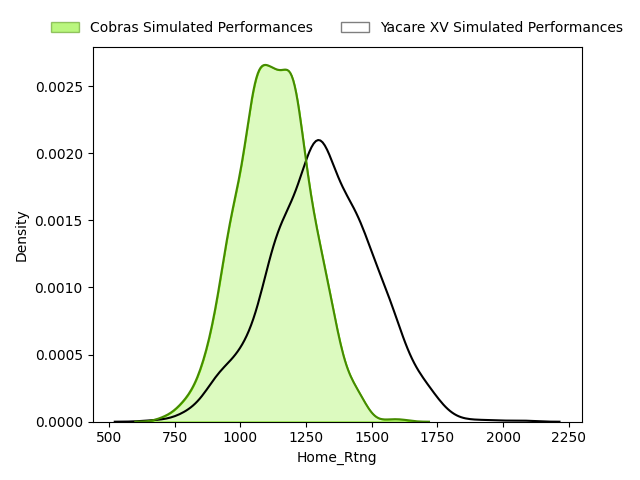 Cobras Simulated Performances Yacare XV Simulated Performances
0.0025
0.0020
0.0015
0.0010
0.0005
0.0000
Density
500 750 1000 1250 1500 1750 2000 2250
Home_Rtng